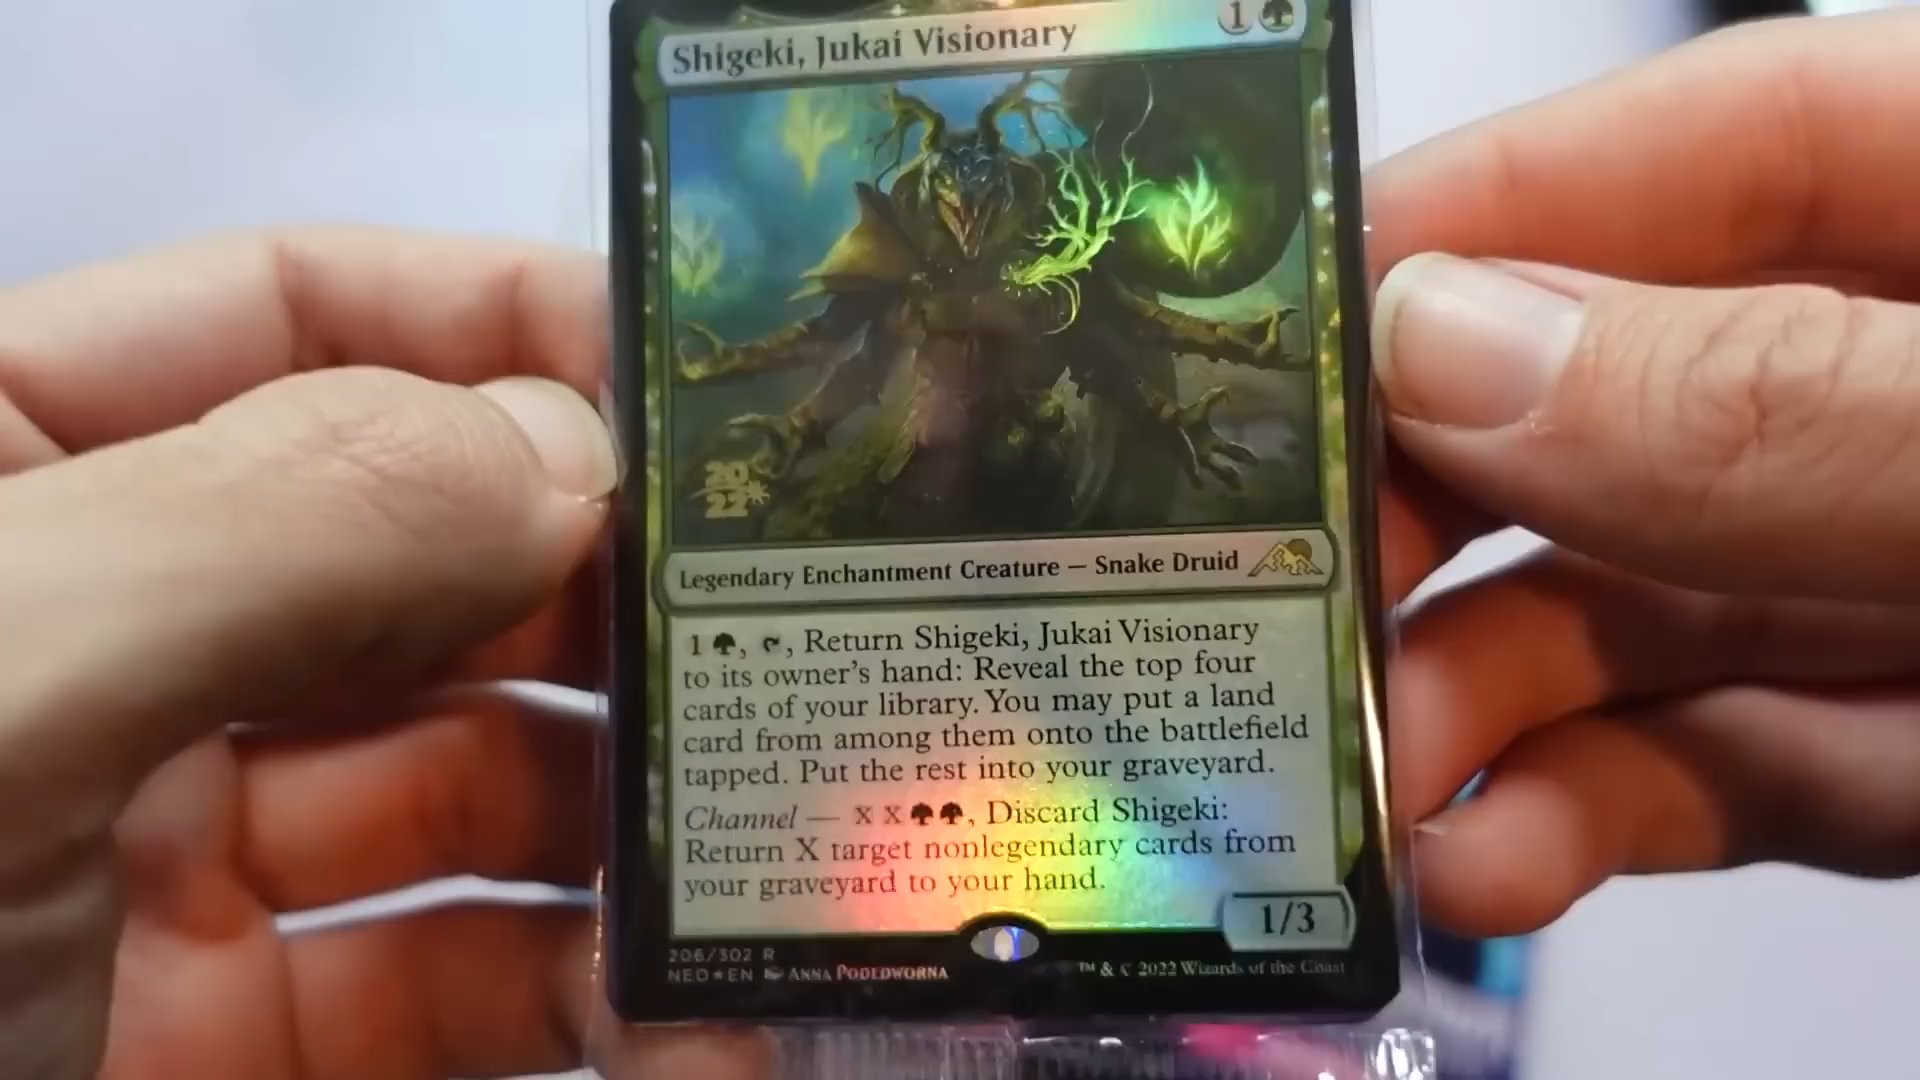 Shigeki, Jukai Visionary 1
20
22
Legendary Enchantment Creature — Snake Druid
1 , , Return Shigeki, Jukai Visionary
to its owner's hand: Reveal the top four
cards of your library. You may put a land
card from among them onto the battlefield
tapped. Put the rest into your graveyard.
Channel — X X , Discard Shigeki:
Return X target nonlegendary cards from
your graveyard to your hand.
1/3
206/302 R
NED★EN ANNA PODEDWORNA
™ & © 2022 Wizards of the Coast